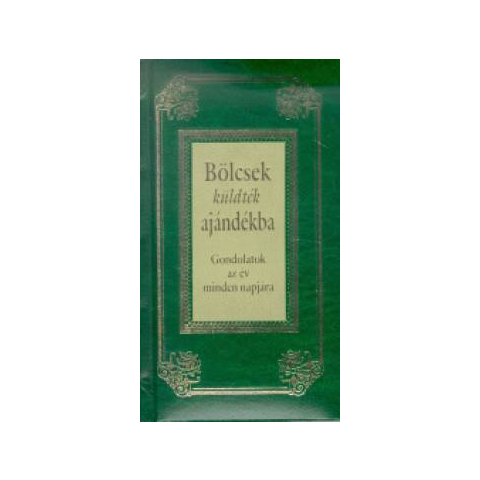 Bölcsek
küldték
ajándékba
Gondolatok
az év
minden napjára